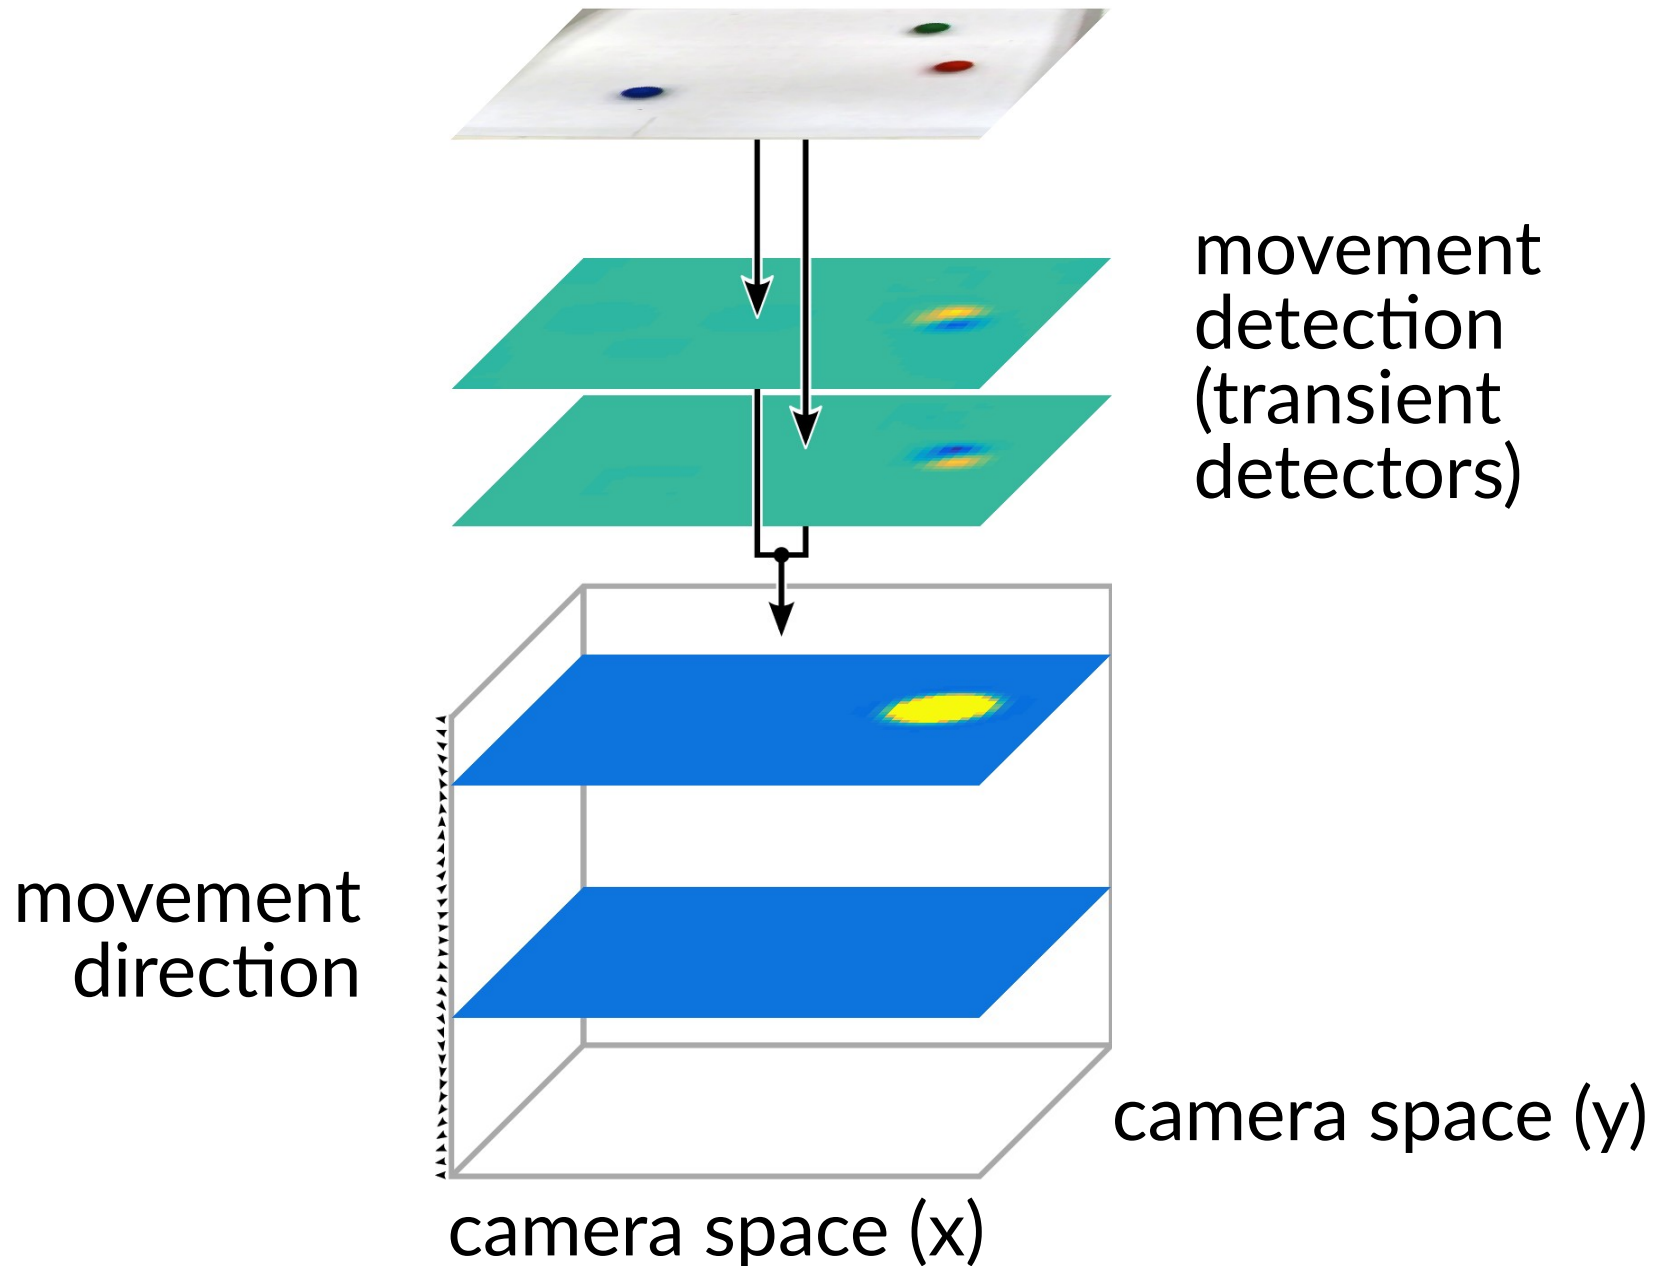 movement
detection
(transient
detectors)
movement
direction
camera space (y)
camera space (x)